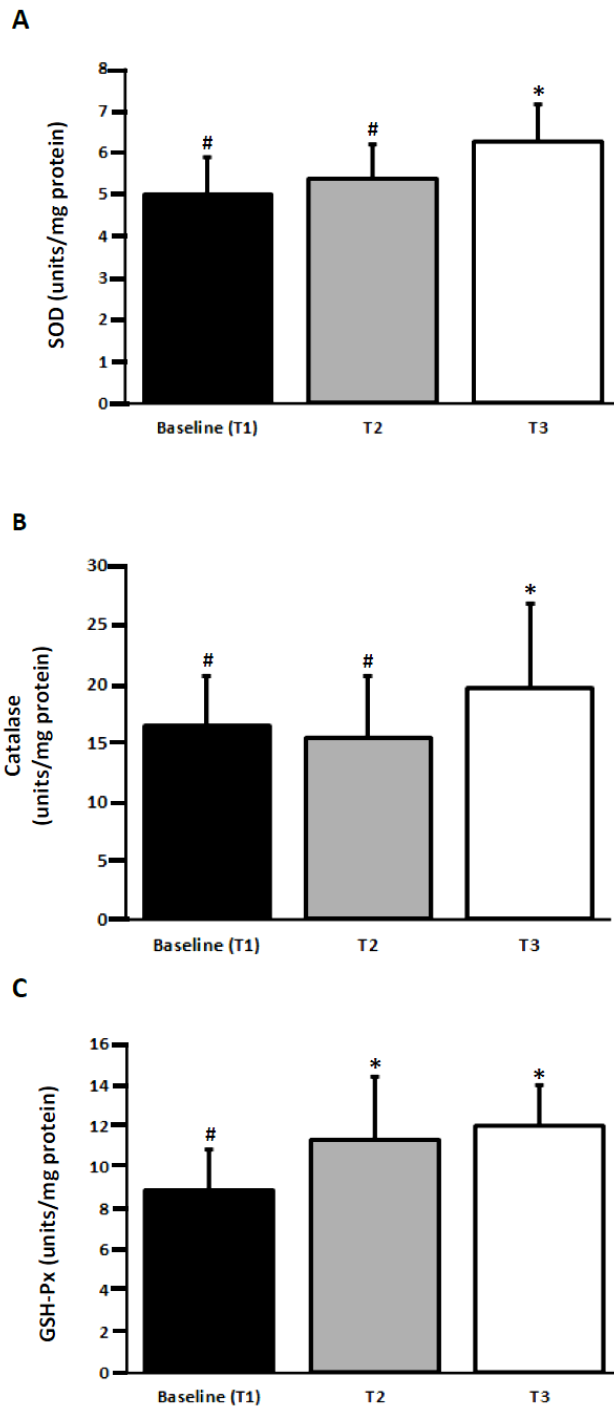 A
SOD (units/mg protein)
8
7
6
5
4
3
2
1
0
#
#
*
Baseline (T1)
T2
T3
B
Catalase
(units/mg protein)
30
25
20
15
10
5
0
#
#
*
Baseline (T1)
T2
T3
C
GSH-Px (units/mg protein)
16
14
12
10
8
6
4
2
0
#
*
*
Baseline (T1)
T2
T3